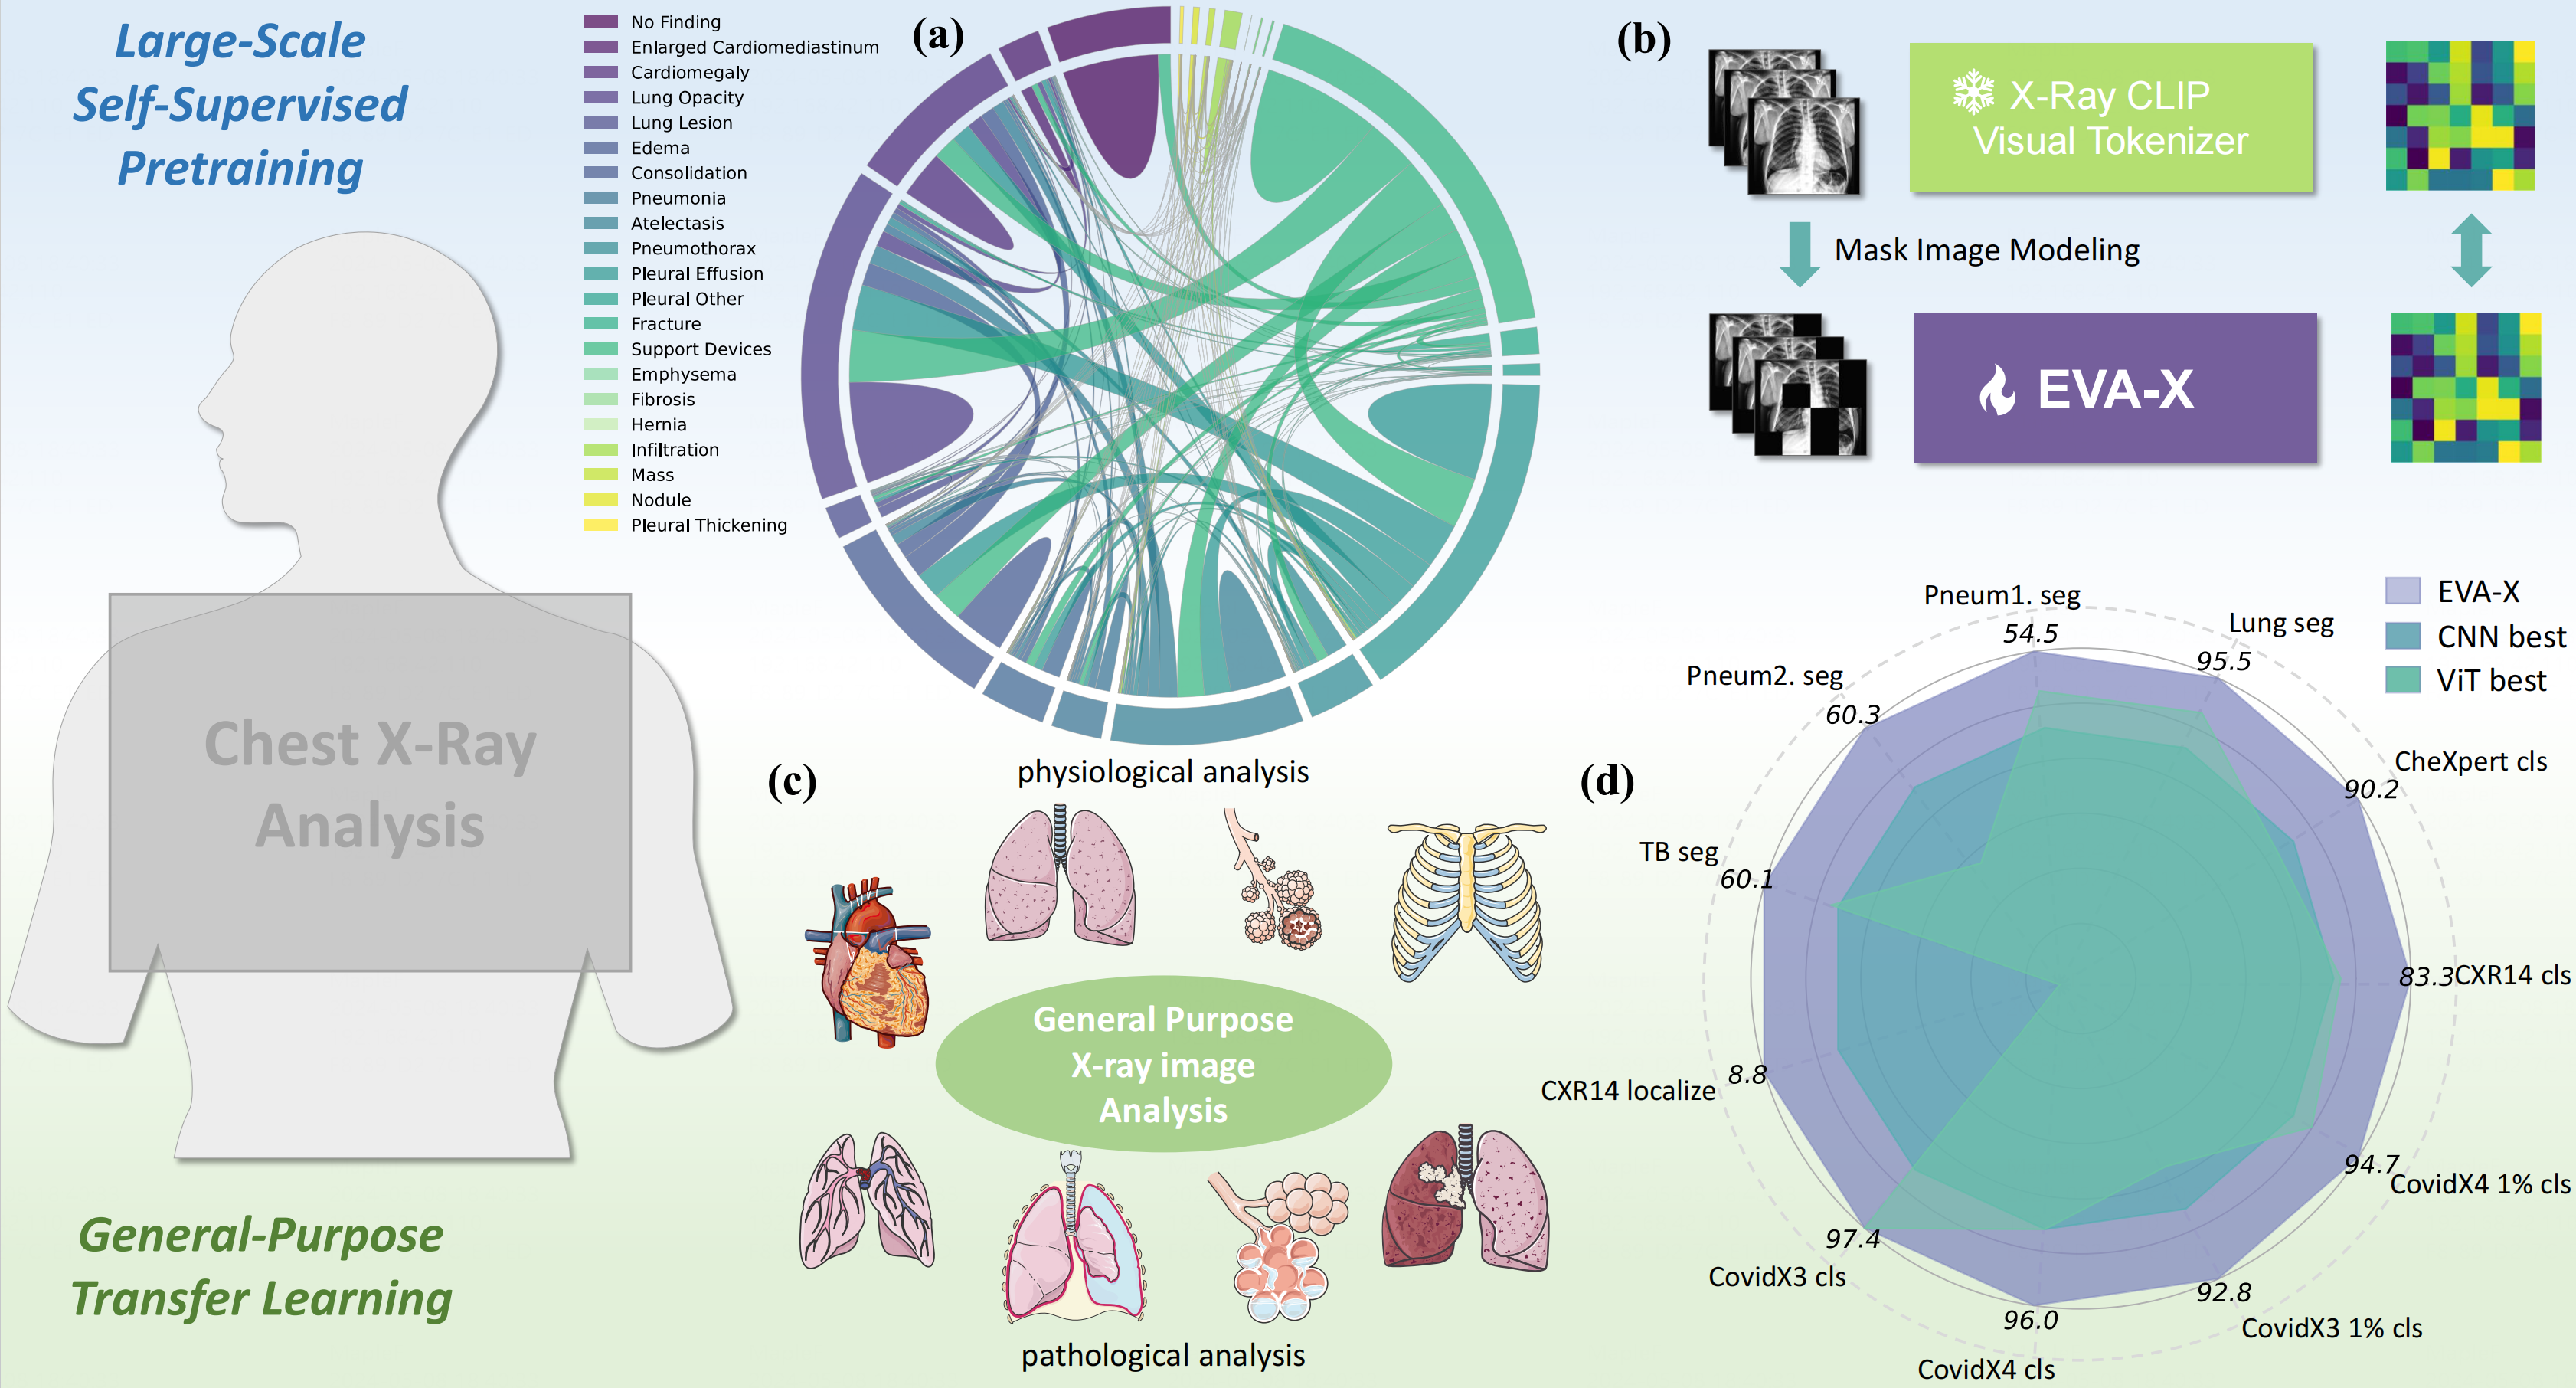 Large-Scale
Self-Supervised
Pretraining
Chest X-Ray
Analysis
General-Purpose
Transfer Learning
No Finding
Enlarged Cardiomediastinum
Cardiomegaly
Lung Opacity
Lung Lesion
Edema
Consolidation
Pneumonia
Atelectasis
Pneumothorax
Pleural Effusion
Pleural Other
Fracture
Support Devices
Emphysema
Fibrosis
Hernia
Infiltration
Mass
Nodule
Pleural Thickening
(a)
(b)
X-Ray CLIP
Visual Tokenizer
Mask Image Modeling
EVA-X
(c)
physiological analysis
General Purpose
X-ray image
Analysis
pathological analysis
(d)
EVA-X
CNN best
ViT best
Pneum1. seg
54.5
Lung seg
95.5
Pneum2. seg
60.3
CheXpert cls
90.2
TB seg
60.1
83.3 CXR14 cls
8.8
CXR14 localize
94.7
CovidX4 1% cls
97.4
CovidX3 cls
92.8
CovidX3 1% cls
96.0
CovidX4 cls